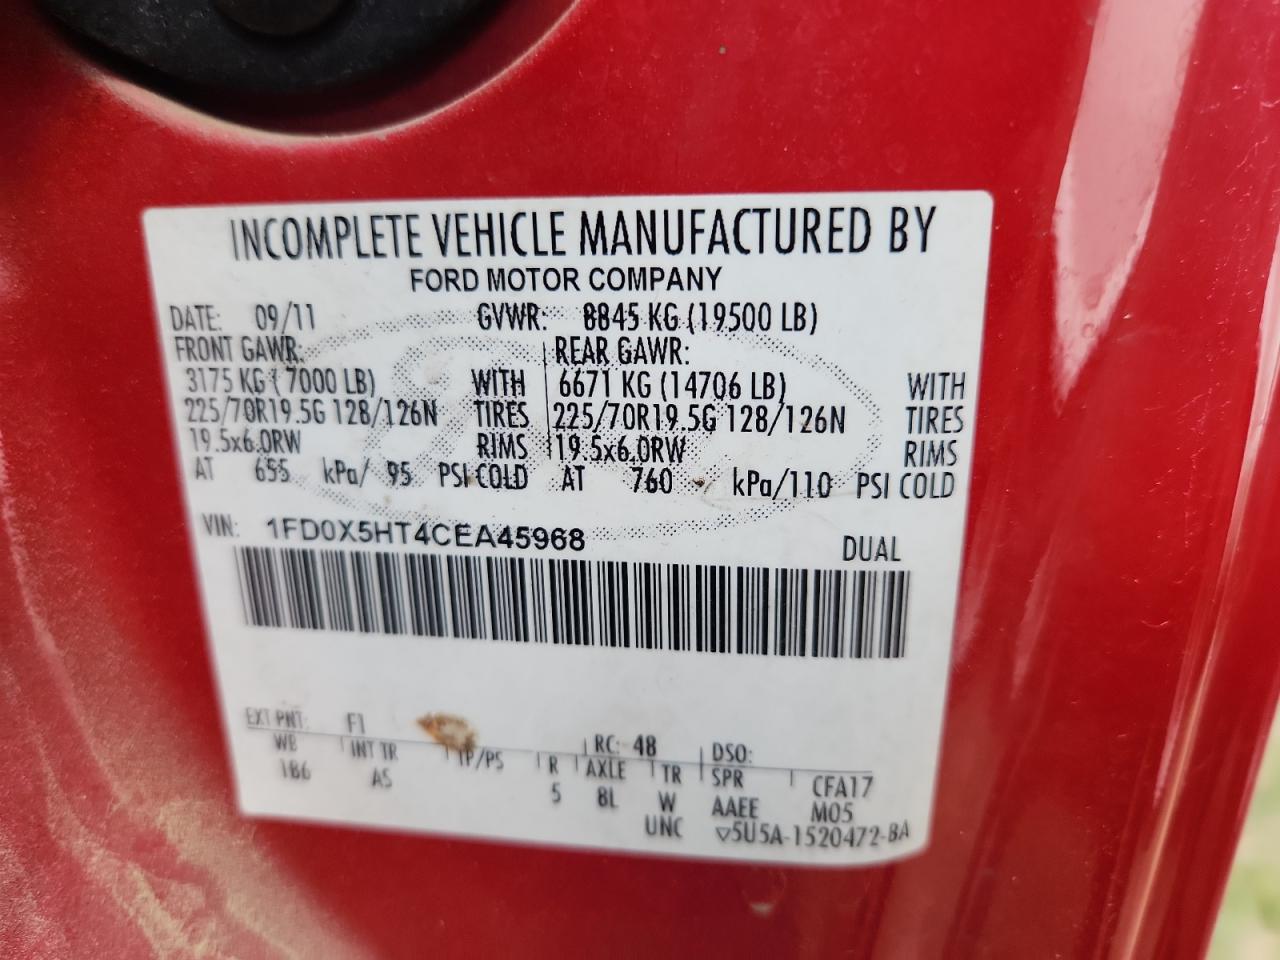 INCOMPLETE VEHICLE MANUFACTURED BY
FORD MOTOR COMPANY
DATE: 09/11 GVWR: 8845 KG (19500 LB)
FRONT GAWR: REAR GAWR:
3175 KG ( 7000 LB) WITH 6671 KG (14706 LB) WITH
225/70R19.5G 128/126N TIRES 225/70R19.5G 128/126N TIRES
19.5x6.0RW RIMS 19.5x6.0RW RIMS
AT 655 kPa/ 95 PSI COLD AT 760 kPa/110 PSI COLD
VIN: 1FD0X5HT4CEA45968 DUAL
EXT PNT: F1 RC: 48 DSO:
WB INT TR TP/PS R AXLE TR SPR CFA17
186 AS 5 8L W AAEE M05
UNC ▽5U5A-1520472-BA